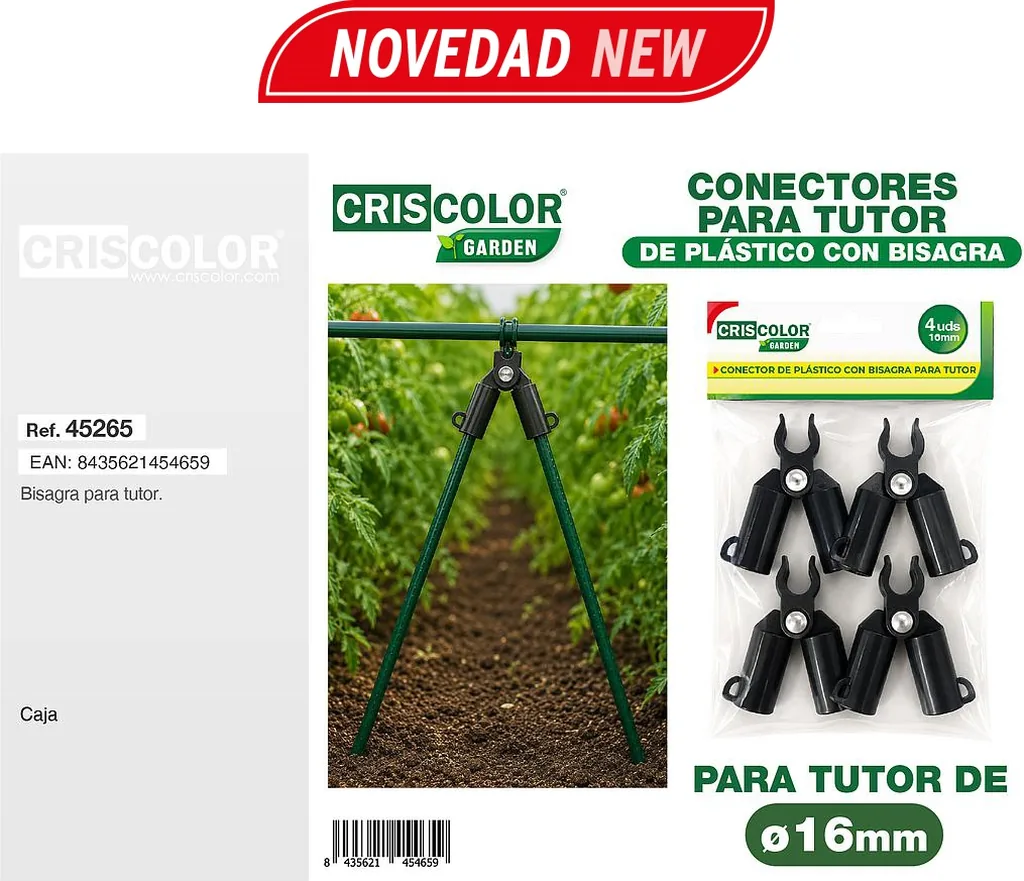 NOVEDAD NEW
CRISCOLOR®
www.criscolor.com
Ref. 45265
EAN: 8435621454659
Bisagra para tutor.
Caja
CRISCOLOR®
GARDEN
8 435621 454659
CONECTORES
PARA TUTOR
DE PLÁSTICO CON BISAGRA
CRISCOLOR®
GARDEN
4uds
16mm
CONECTOR DE PLÁSTICO CON BISAGRA PARA TUTOR
PARA TUTOR DE
ø16mm